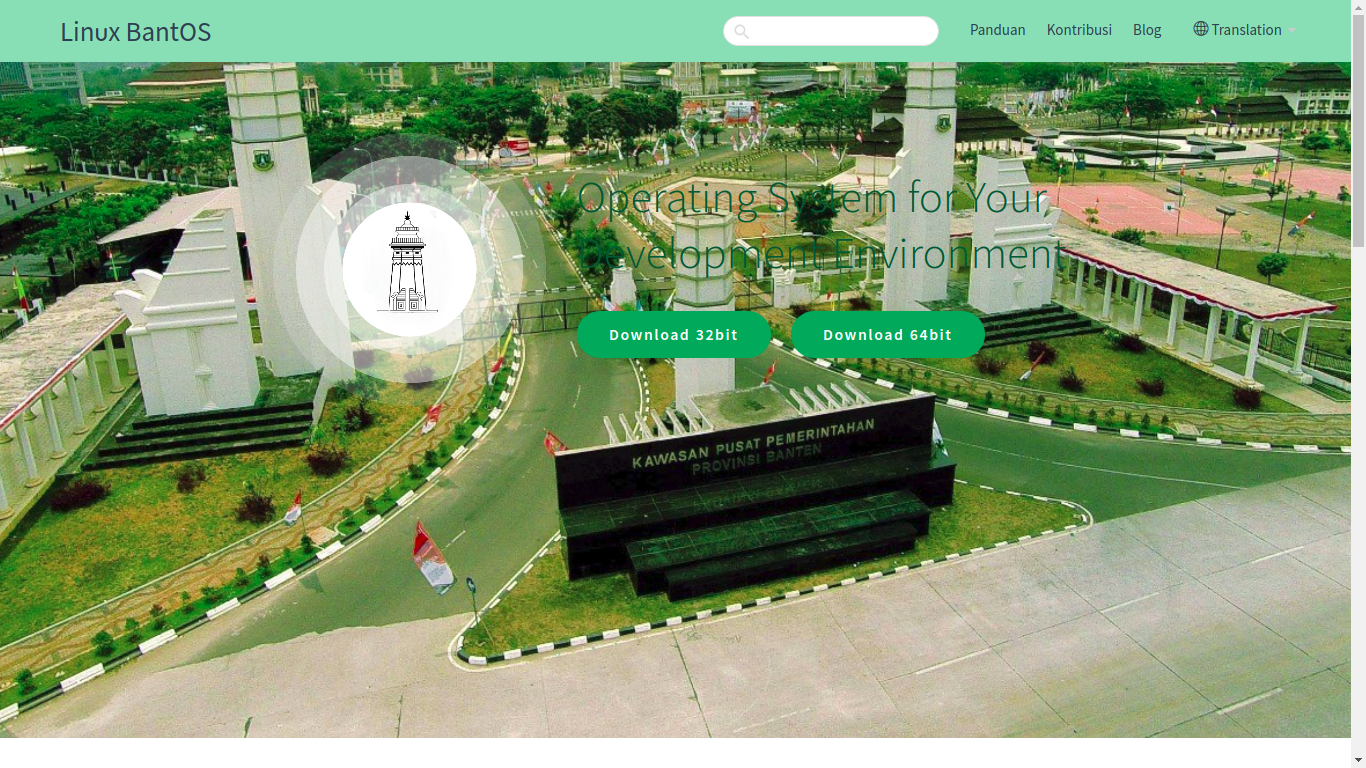 Linux BantOS
Panduan
Kontribusi
Blog
Translation
Operating System for Your
Development Environment
Download 32bit
Download 64bit
KAWASAN PUSAT PEMERINTAHAN
PROVINSI BANTEN